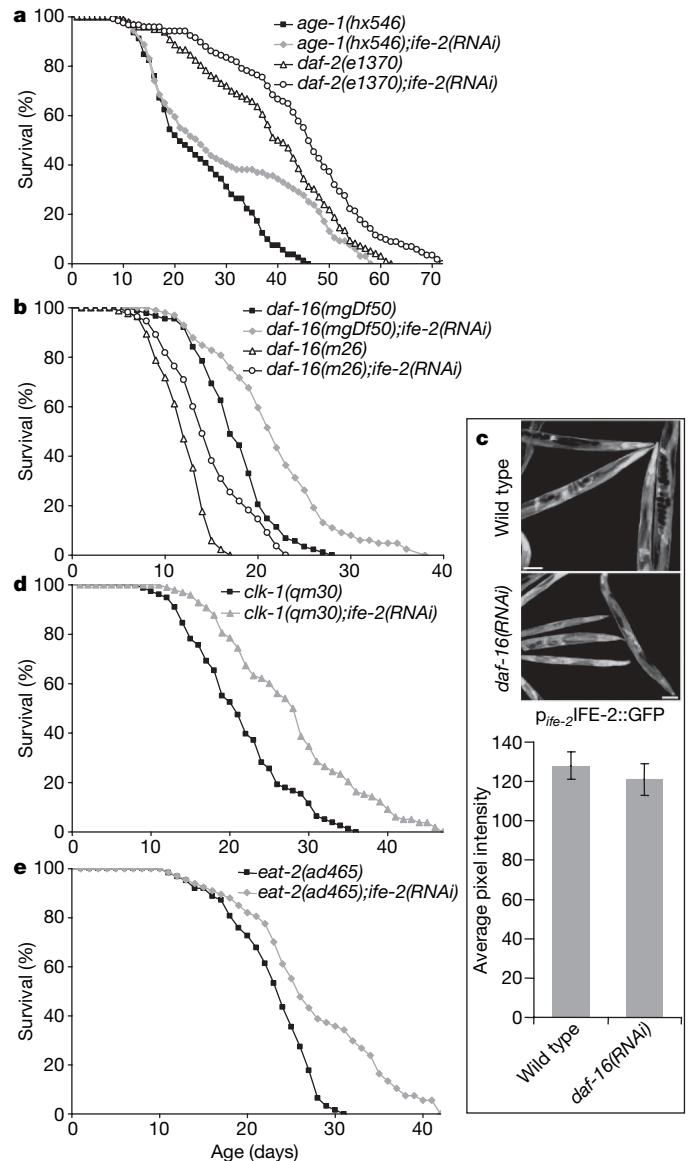 a
100
80
60
40
20
0
Survival (%)
age-1(hx546)
age-1(hx546);ife-2(RNAi)
daf-2(e1370)
daf-2(e1370);ife-2(RNAi)
0 10 20 30 40 50 60 70
b
100
80
60
40
20
0
Survival (%)
daf-16(mgDf50)
daf-16(mgDf50);ife-2(RNAi)
daf-16(m26)
daf-16(m26);ife-2(RNAi)
0 10 20 30 40
c
Wild type
daf-16(RNAi)
pife-2IFE-2::GFP
140
120
100
80
60
40
20
0
Average pixel intensity
Wild type
daf-16(RNAi)
d
100
80
60
40
20
0
Survival (%)
clk-1(qm30)
clk-1(qm30);ife-2(RNAi)
0 10 20 30 40
e
100
80
60
40
20
0
Survival (%)
eat-2(ad465)
eat-2(ad465);ife-2(RNAi)
0 10 20 30 40
Age (days)